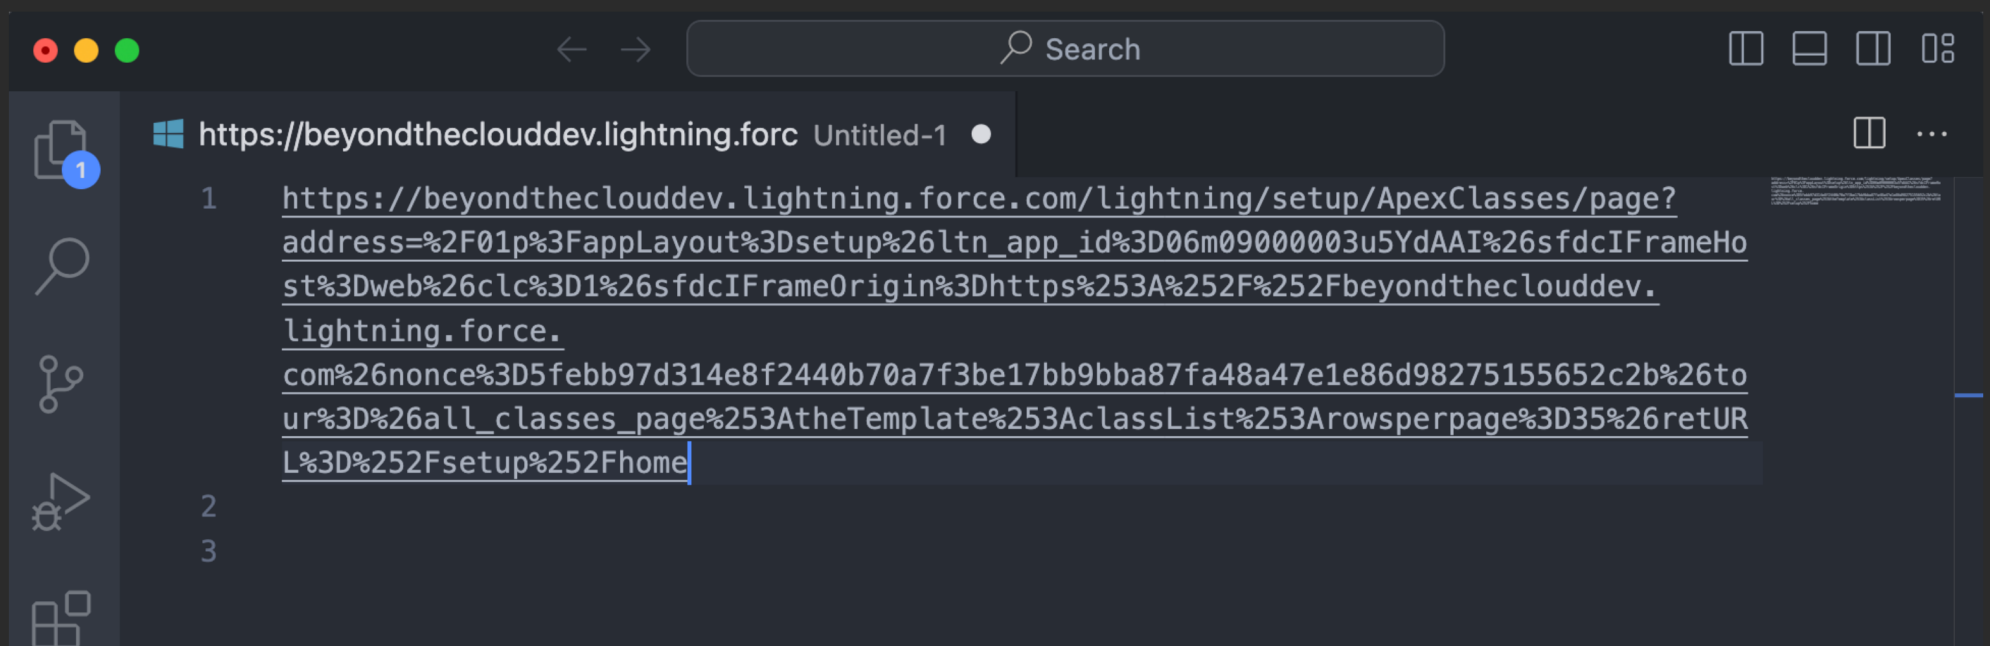 Search
https://beyondtheclouddev.lightning.forc Untitled-1
1
1 https://beyondtheclouddev.lightning.force.com/lightning/setup/ApexClasses/page?
address=%2F01p%3FappLayout%3Dsetup%26ltn_app_id%3D06m09000003u5YdAAI%26sfdcIFrameHo
st%3Dweb%26clc%3D1%26sfdcIFrameOrigin%3Dhttps%253A%252F%252Fbeyondtheclouddev.
lightning.force.
com%26nonce%3D5febb97d314e8f2440b70a7f3be17bb9bba87fa48a47e1e86d98275155652c2b%26to
ur%3D%26all_classes_page%253AtheTemplate%253AclassList%253Arowsperpage%3D35%26retUR
L%3D%252Fsetup%252Fhome
2
3